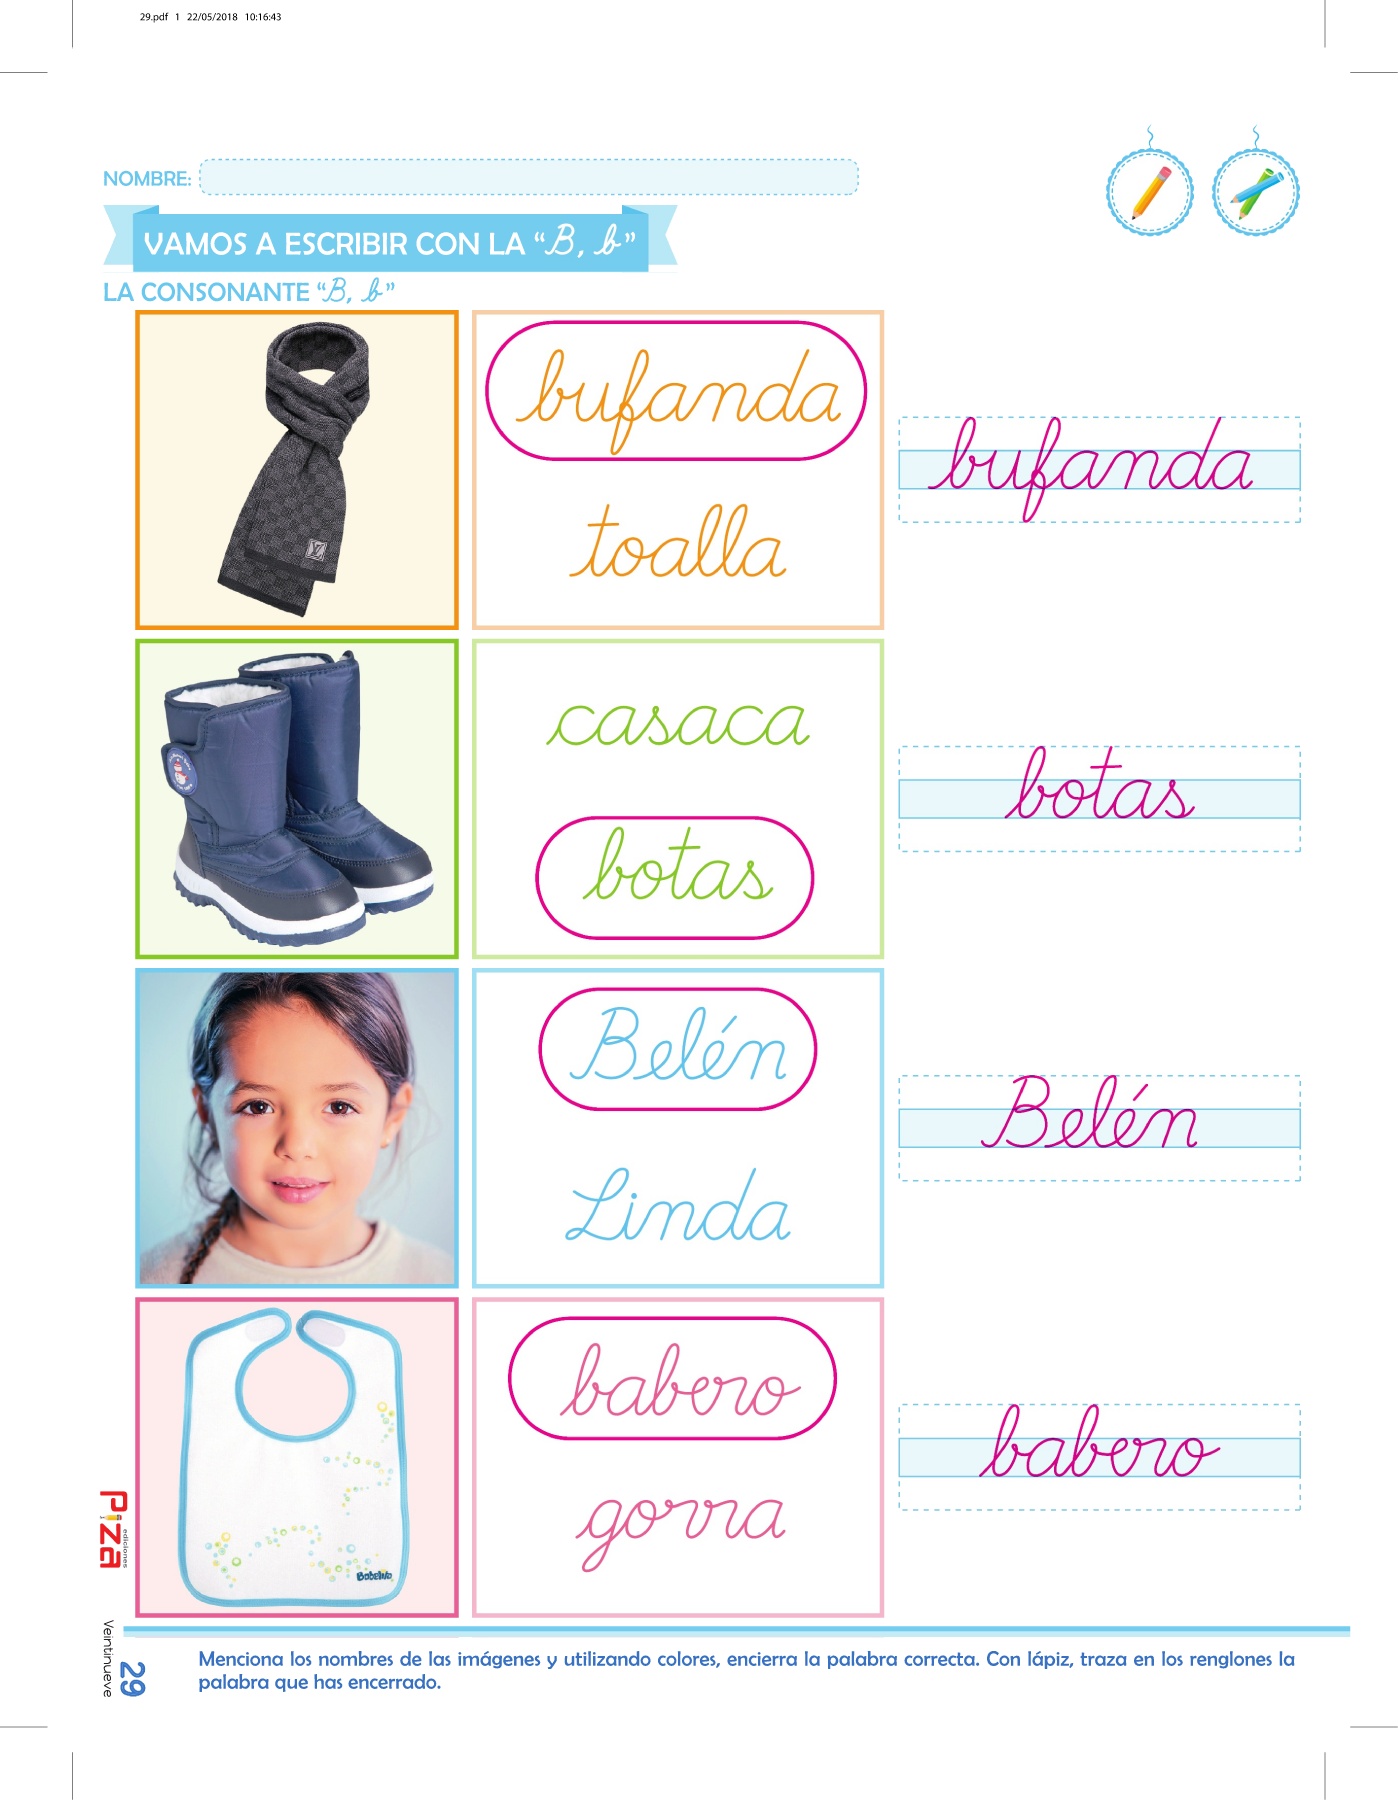 29.pdf 1 22/05/2018 10:16:43
NOMBRE:
VAMOS A ESCRIBIR CON LA “B, b”
LA CONSONANTE “B, b”
bufanda
toalla
bufanda
casaca
botas
botas
Belén
Linda
Belén
babero
gorra
babero
Piza
ediciones
Veintinueve
29
Menciona los nombres de las imágenes y utilizando colores, encierra la palabra correcta. Con lápiz, traza en los renglones la
palabra que has encerrado.